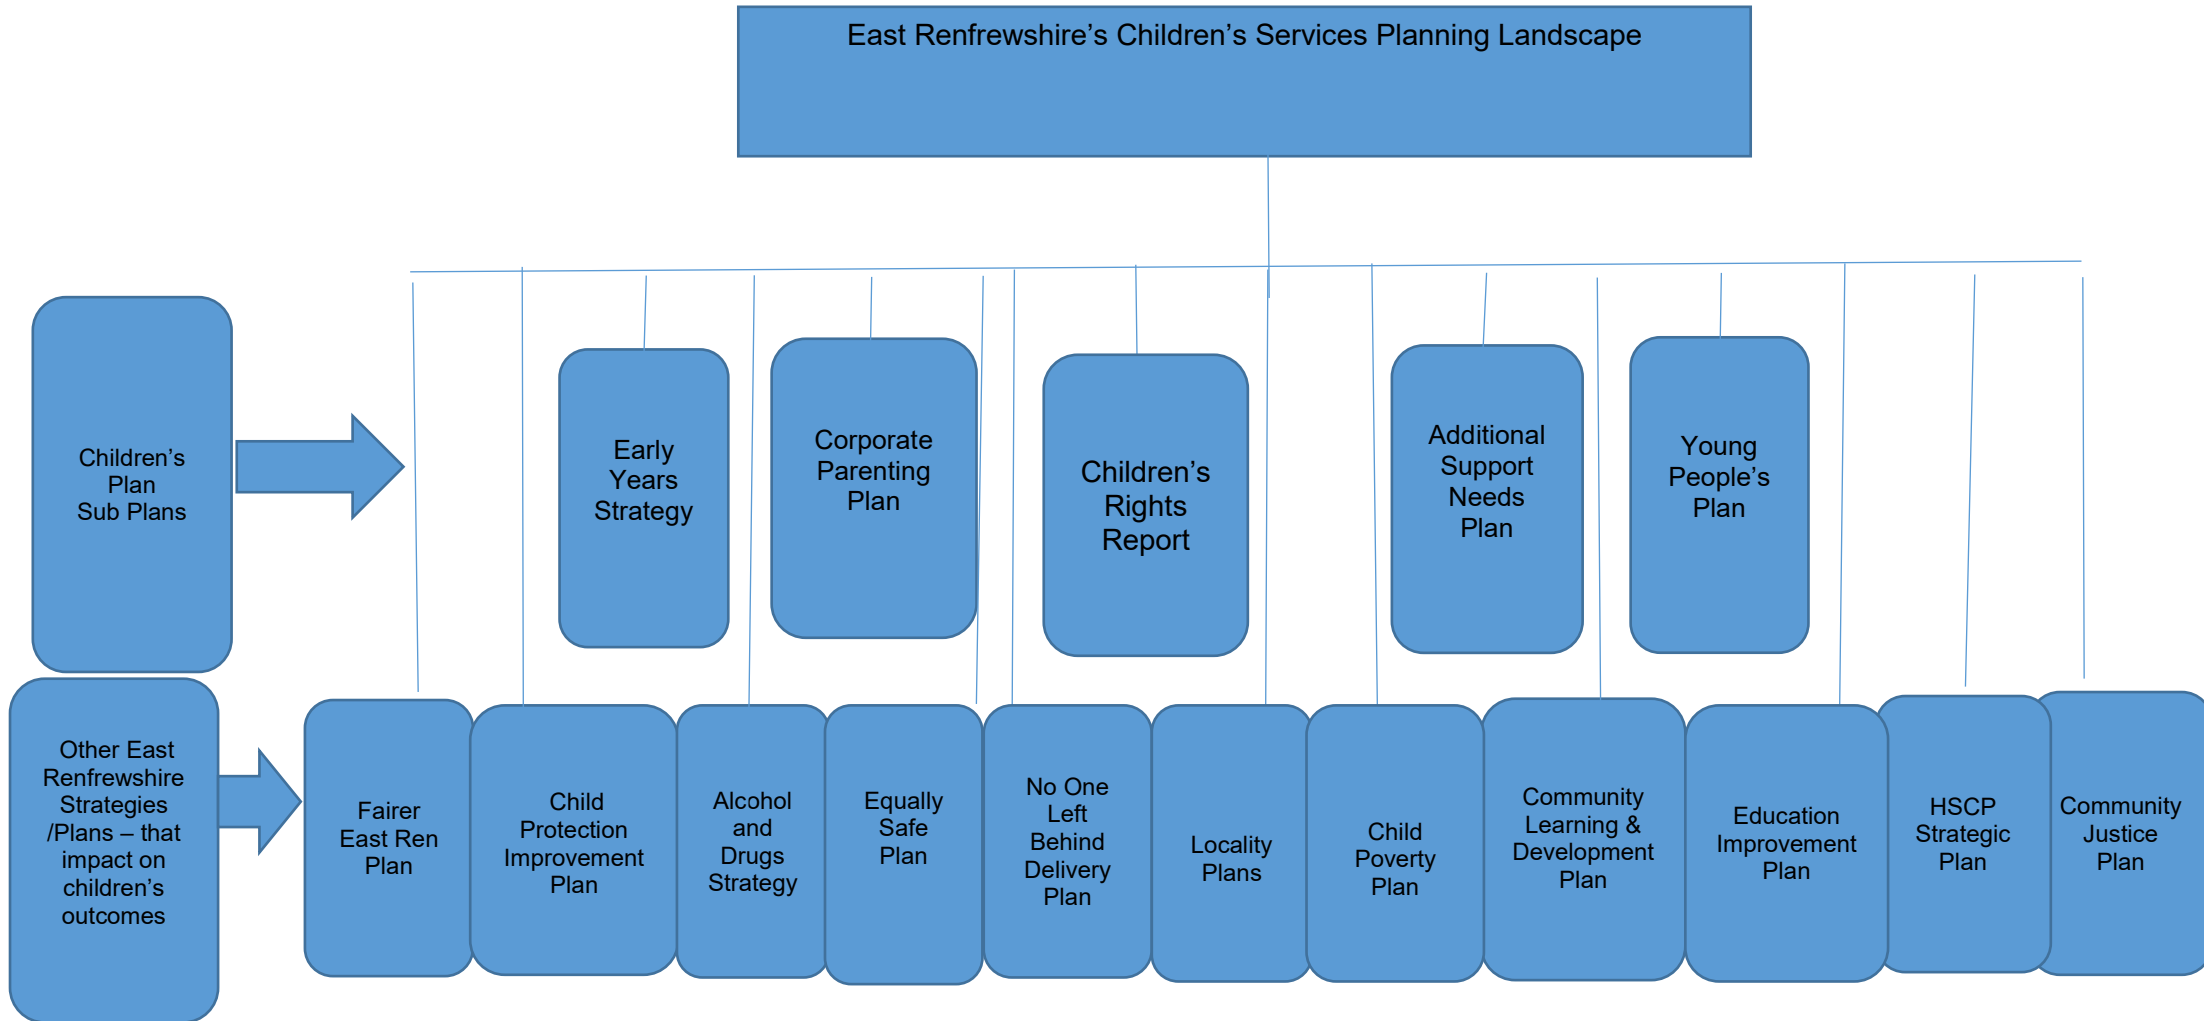 East Renfrewshire’s Children’s Services Planning Landscape
Children’s
Plan
Sub Plans
Early
Years
Strategy
Corporate
Parenting
Plan
Children’s
Rights
Report
Additional
Support
Needs
Plan
Young
People’s
Plan
Other East
Renfrewshire
Strategies
/Plans – that
impact on
children’s
outcomes
Fairer
East Ren
Plan
Child
Protection
Improvement
Plan
Alcohol
and
Drugs
Strategy
Equally
Safe
Plan
No One
Left
Behind
Delivery
Plan
Locality
Plans
Child
Poverty
Plan
Community
Learning &
Development
Plan
Education
Improvement
Plan
HSCP
Strategic
Plan
Community
Justice
Plan